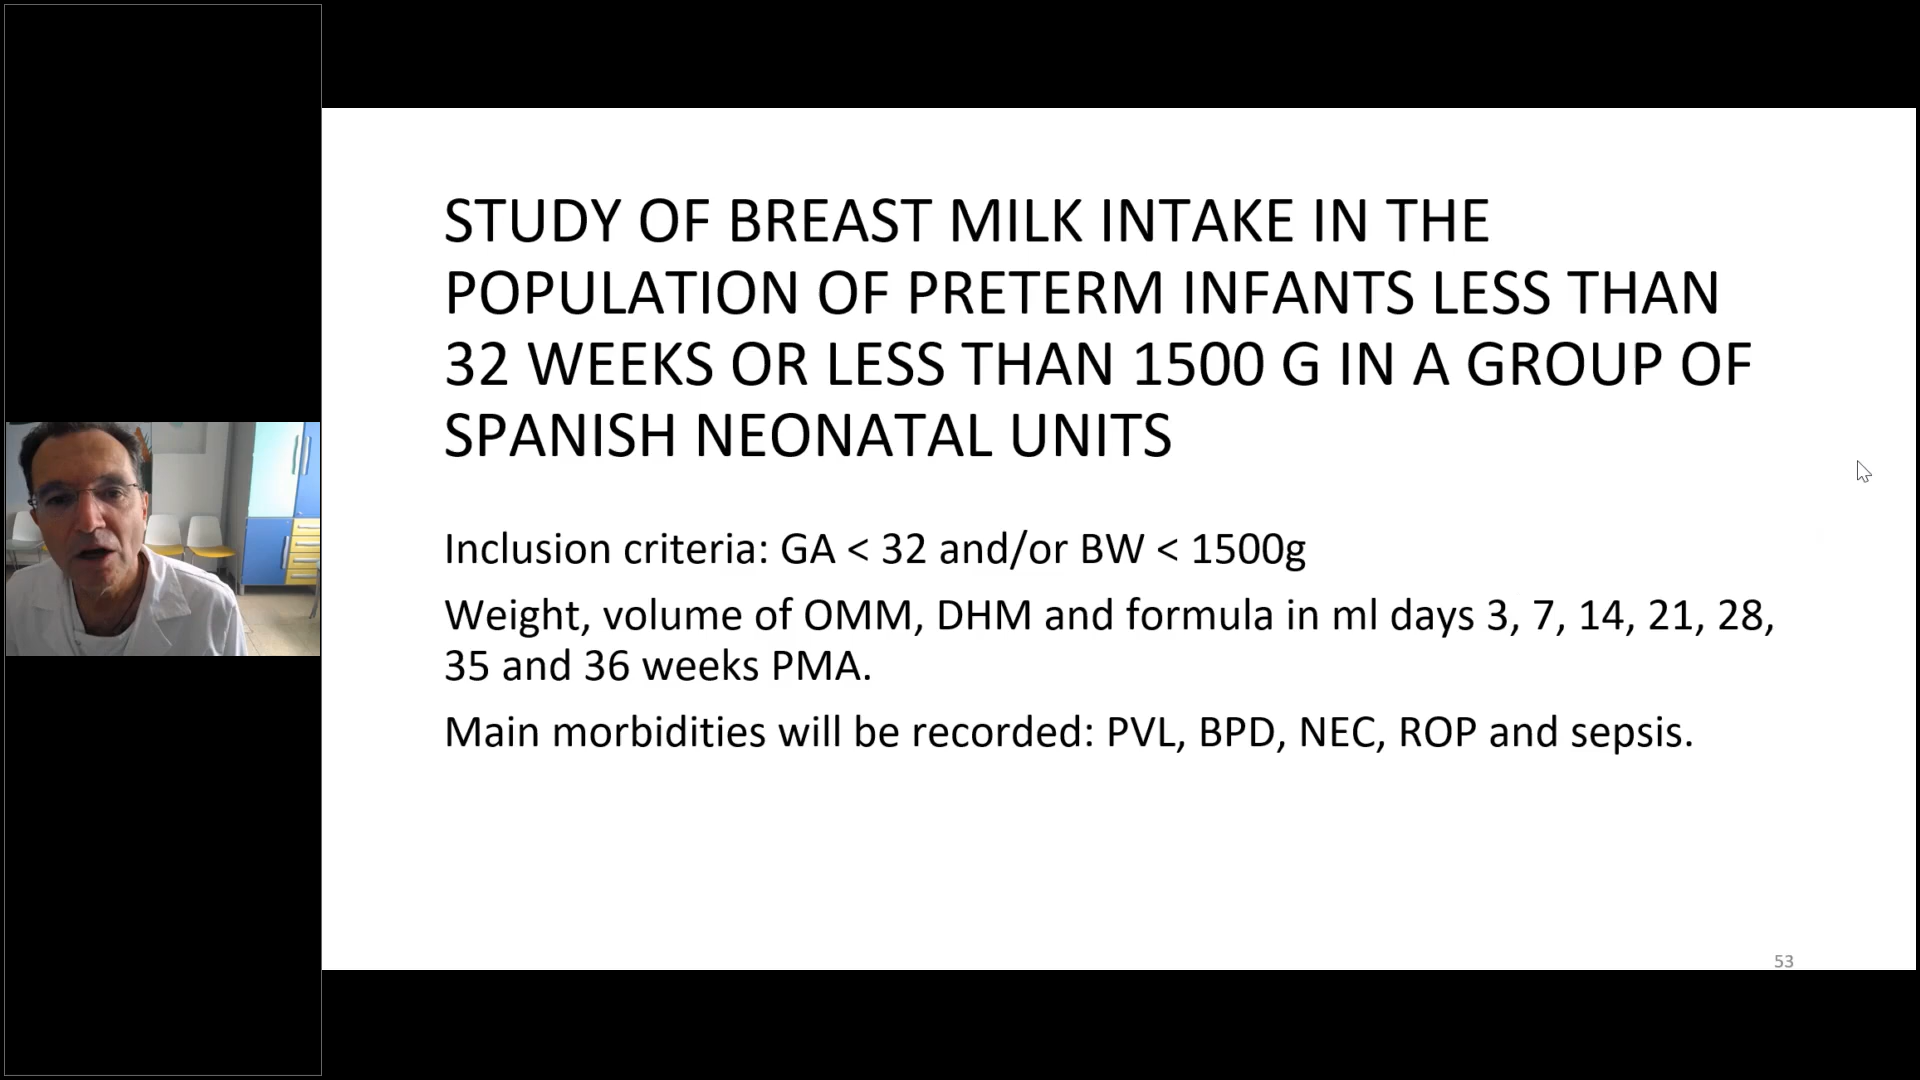 STUDY OF BREAST MILK INTAKE IN THE
POPULATION OF PRETERM INFANTS LESS THAN
32 WEEKS OR LESS THAN 1500 G IN A GROUP OF
SPANISH NEONATAL UNITS
Inclusion criteria: GA < 32 and/or BW < 1500g
Weight, volume of OMM, DHM and formula in ml days 3, 7, 14, 21, 28,
35 and 36 weeks PMA.
Main morbidities will be recorded: PVL, BPD, NEC, ROP and sepsis.
53